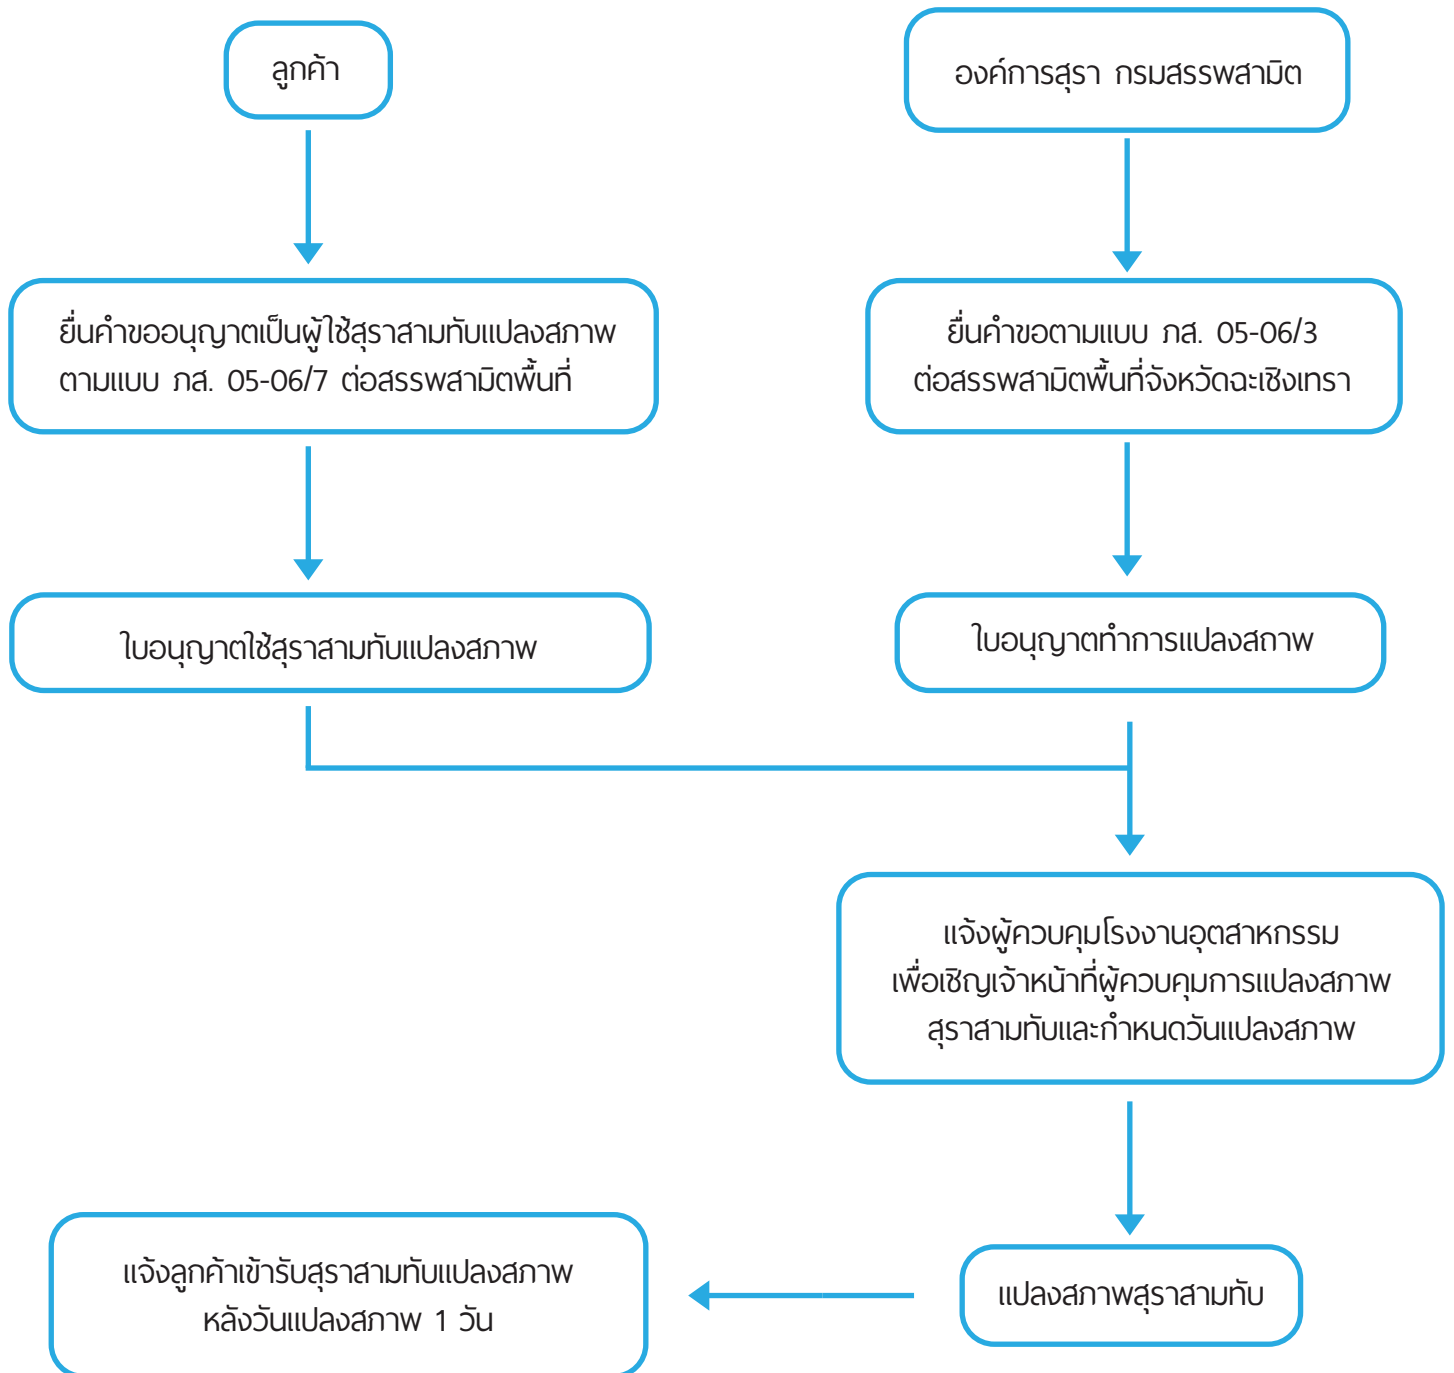 ลูกค้า
องค์การสุรา กรมสรรพสามิต
ยื่นคำขออนุญาตเป็นผู้ใช้สุราสามทับแปลงสภาพ
ตามแบบ ภส. 05-06/7 ต่อสรรพสามิตพื้นที่
ยื่นคำขอตามแบบ ภส. 05-06/3
ต่อสรรพสามิตพื้นที่จังหวัดฉะเชิงเทรา
ใบอนุญาตใช้สุราสามทับแปลงสภาพ
ใบอนุญาตทำการแปลงสถาพ
แจ้งผู้ควบคุมโรงงานอุตสาหกรรม
เพื่อเชิญเจ้าหน้าที่ผู้ควบคุมการแปลงสภาพ
สุราสามทับและกำหนดวันแปลงสภาพ
แจ้งลูกค้าเข้ารับสุราสามทับแปลงสภาพ
หลังวันแปลงสภาพ 1 วัน
แปลงสภาพสุราสามทับ